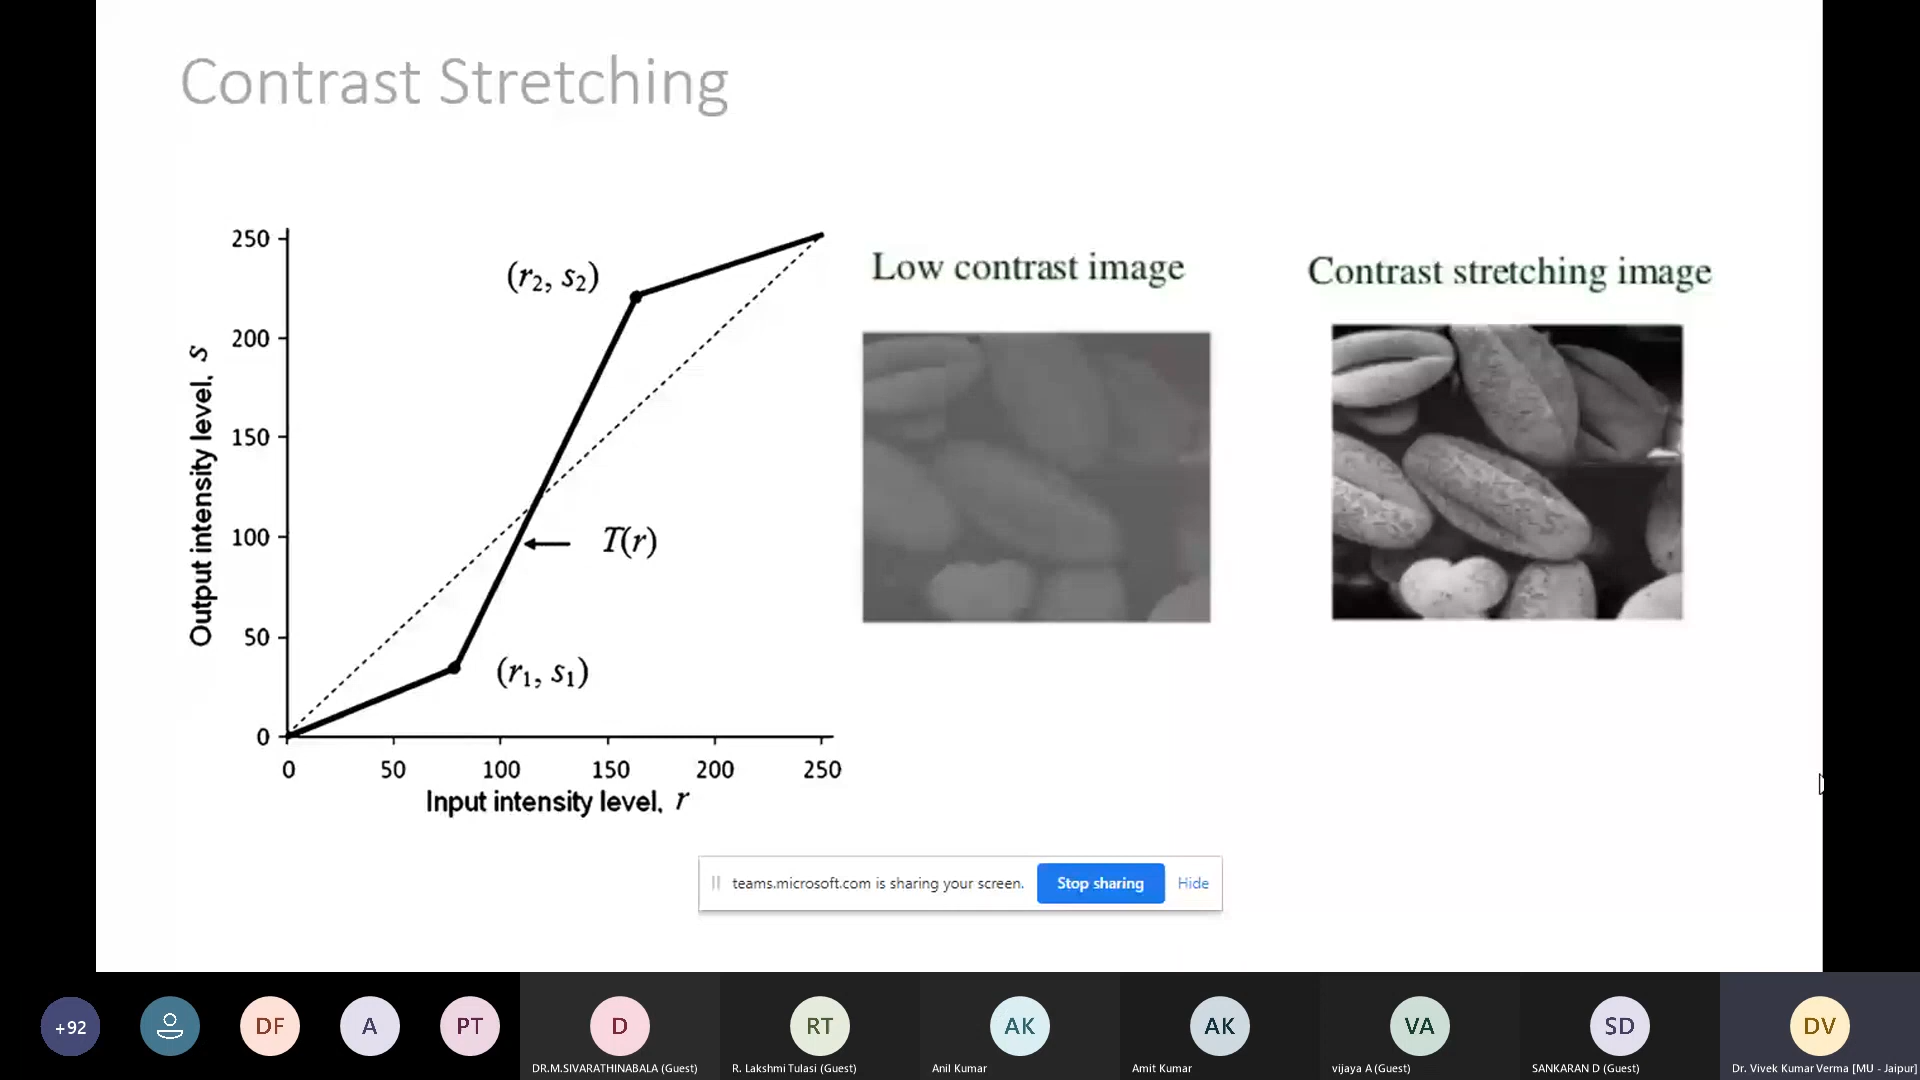 Contrast Stretching
250
200
150
100
50
0
Output intensity level, s
(r2, s2)
T(r)
(r1, s1)
0 50 100 150 200 250
Input intensity level, r
Low contrast image
Contrast stretching image
teams.microsoft.com is sharing your screen. Stop sharing Hide
+92 DF A PT D RT AK AK VA SD DV
DR.M.SIVARATHINABALA (Guest) R. Lakshmi Tulasi (Guest) Anil Kumar Amit Kumar vijaya A (Guest) SANKARAN D (Guest) Dr. Vivek Kumar Verma [MU - Jaipur]